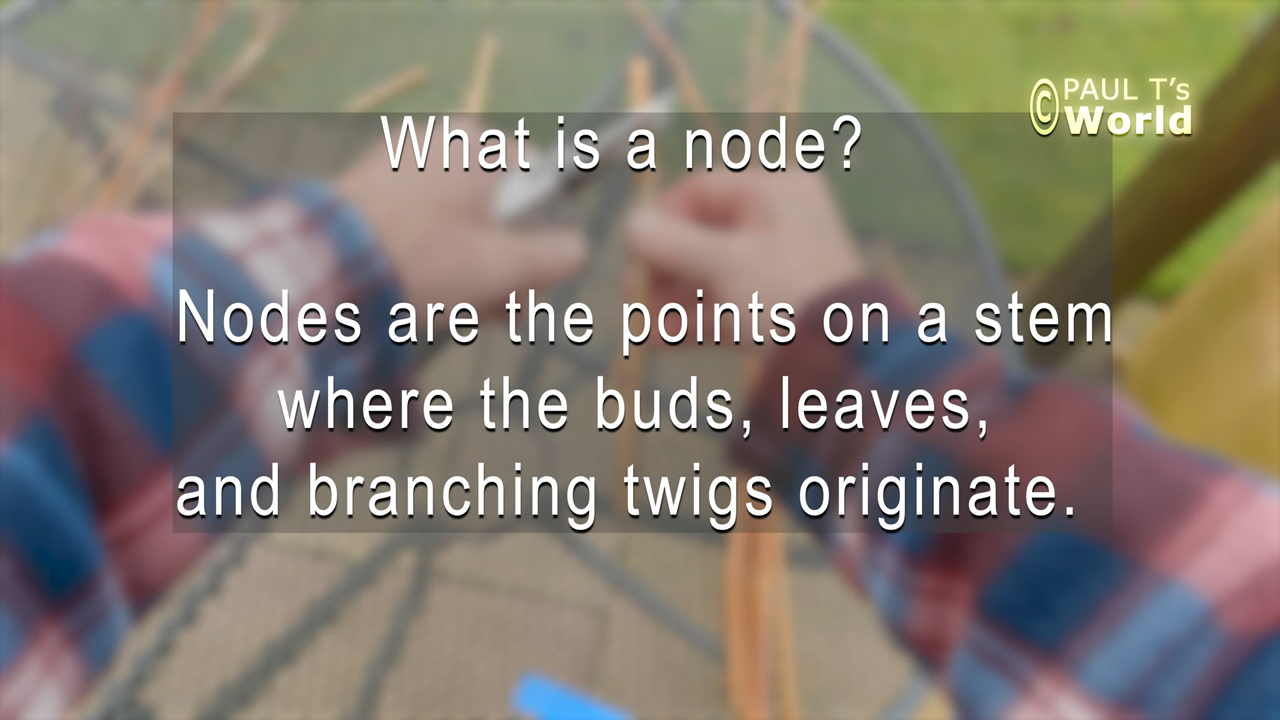 © PAUL T's
World
What is a node?
Nodes are the points on a stem
where the buds, leaves,
and branching twigs originate.